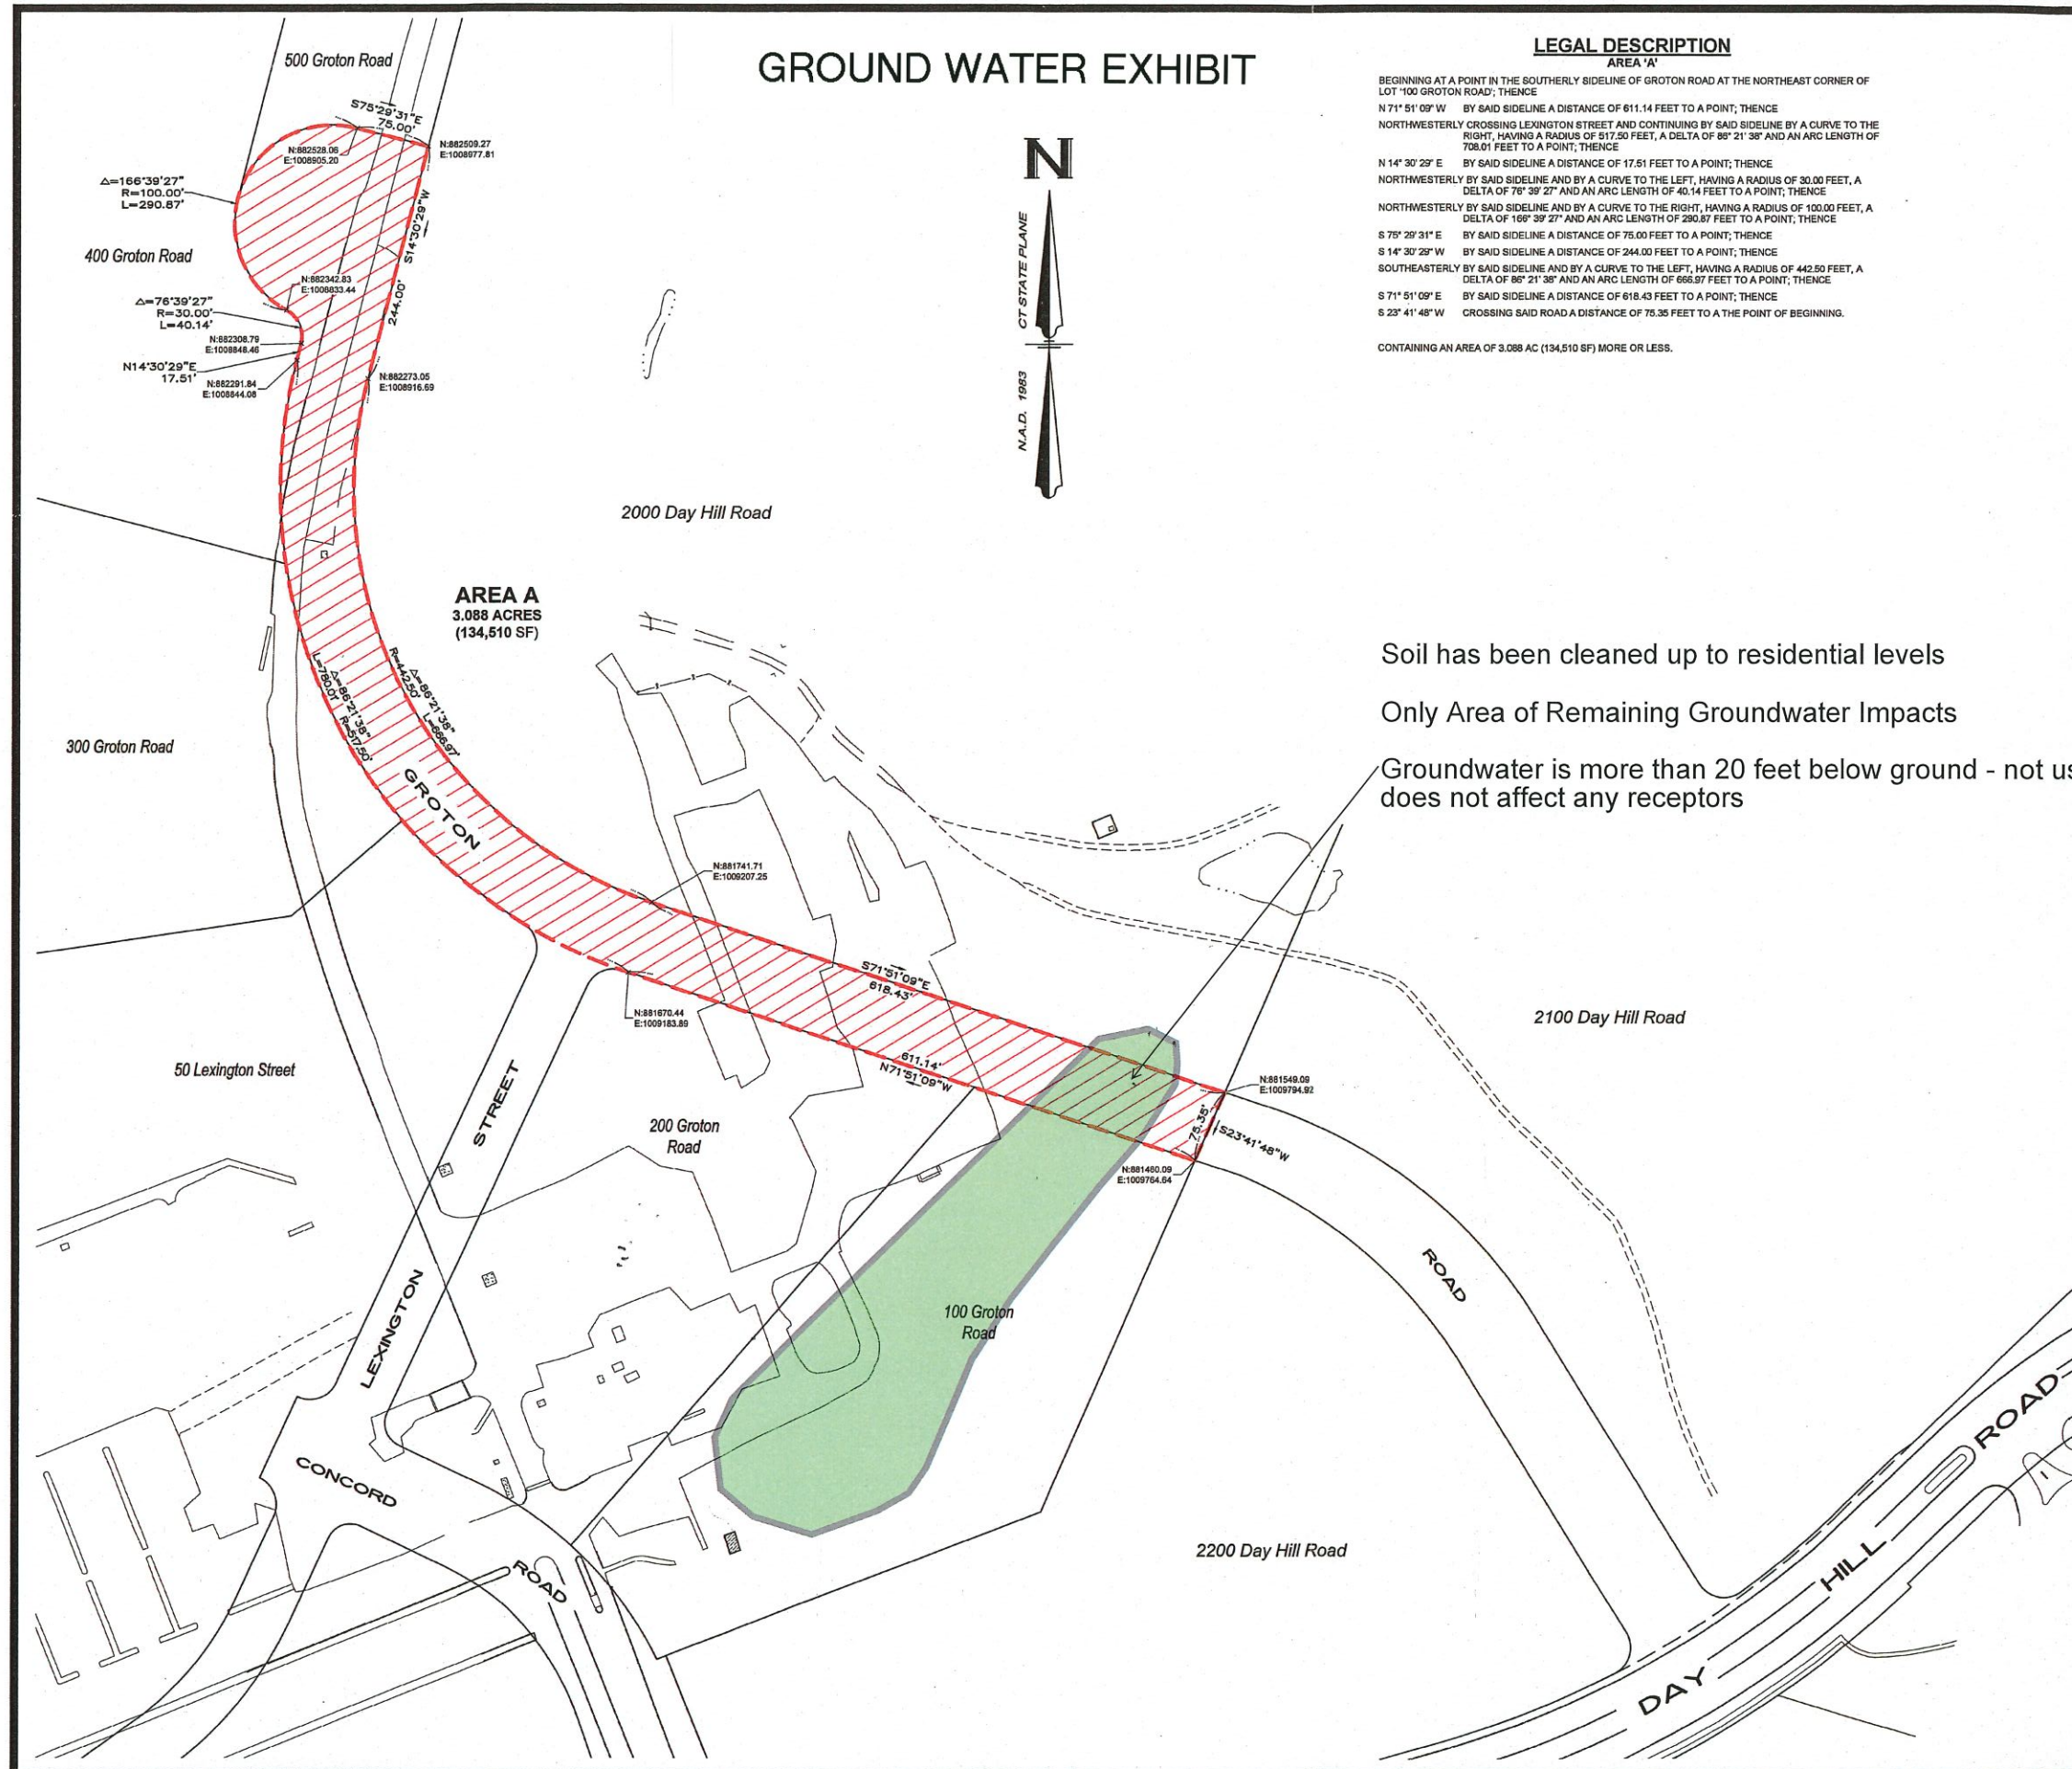 GROUND WATER EXHIBIT
LEGAL DESCRIPTION
AREA 'A'
BEGINNING AT A POINT IN THE SOUTHERLY SIDELINE OF GROTON ROAD AT THE NORTHEAST CORNER OF
LOT '100 GROTON ROAD'; THENCE
N 71° 51' 09" W BY SAID SIDELINE A DISTANCE OF 611.14 FEET TO A POINT; THENCE
NORTHWESTERLY CROSSING LEXINGTON STREET AND CONTINUING BY SAID SIDELINE BY A CURVE TO THE
RIGHT, HAVING A RADIUS OF 517.50 FEET, A DELTA OF 86° 21' 38" AND AN ARC LENGTH OF
708.01 FEET TO A POINT; THENCE
N 14° 30' 29" E BY SAID SIDELINE A DISTANCE OF 17.51 FEET TO A POINT; THENCE
NORTHWESTERLY BY SAID SIDELINE AND BY A CURVE TO THE LEFT, HAVING A RADIUS OF 30.00 FEET, A
DELTA OF 76° 39' 27" AND AN ARC LENGTH OF 40.14 FEET TO A POINT; THENCE
NORTHWESTERLY BY SAID SIDELINE AND BY A CURVE TO THE RIGHT, HAVING A RADIUS OF 100.00 FEET, A
DELTA OF 166° 39' 27" AND AN ARC LENGTH OF 290.87 FEET TO A POINT; THENCE
S 75° 29' 31" E BY SAID SIDELINE A DISTANCE OF 75.00 FEET TO A POINT; THENCE
S 14° 30' 29" W BY SAID SIDELINE A DISTANCE OF 244.00 FEET TO A POINT; THENCE
SOUTHEASTERLY BY SAID SIDELINE AND BY A CURVE TO THE LEFT, HAVING A RADIUS OF 442.50 FEET, A
DELTA OF 86° 21' 38" AND AN ARC LENGTH OF 666.97 FEET TO A POINT; THENCE
S 71° 51' 09" E BY SAID SIDELINE A DISTANCE OF 618.43 FEET TO A POINT; THENCE
S 23° 41' 48" W CROSSING SAID ROAD A DISTANCE OF 75.35 FEET TO A THE POINT OF BEGINNING.
CONTAINING AN AREA OF 3.088 AC (134,510 SF) MORE OR LESS.
500 Groton Road
S75°29'31"E
75.00'
N:882528.06
E:1008905.20
N:882509.27
E:1008977.81
Δ=166°39'27"
R=100.00'
L=290.87'
S14°30'29"W
244.00'
400 Groton Road
N:882342.83
E:1008833.44
Δ=76°39'27"
R=30.00'
L=40.14'
N:882308.79
E:1008848.46
N14°30'29"E
17.51'
N:882291.84
E:1008844.08
N:882273.05
E:1008916.69
N
CT STATE PLANE
N.A.D. 1983
2000 Day Hill Road
AREA A
3.088 ACRES
(134,510 SF)
Soil has been cleaned up to residential levels
Only Area of Remaining Groundwater Impacts
Groundwater is more than 20 feet below ground - not us
does not affect any receptors
300 Groton Road
Δ=86°21'38"
R=442.50'
L=666.97'
Δ=86°21'38"
R=517.50'
L=780.01'
GROTON
N:881741.71
E:1009207.25
S71°51'09"E
618.43'
N:881670.44
E:1009183.89
611.14'
N71°51'09"W
2100 Day Hill Road
50 Lexington Street
STREET
200 Groton
Road
N:881549.09
E:1009794.92
75.35'
S23°41'48"W
N:881480.09
E:1009764.64
ROAD
LEXINGTON
100 Groton
Road
CONCORD
ROAD
2200 Day Hill Road
DAY
HILL
ROAD